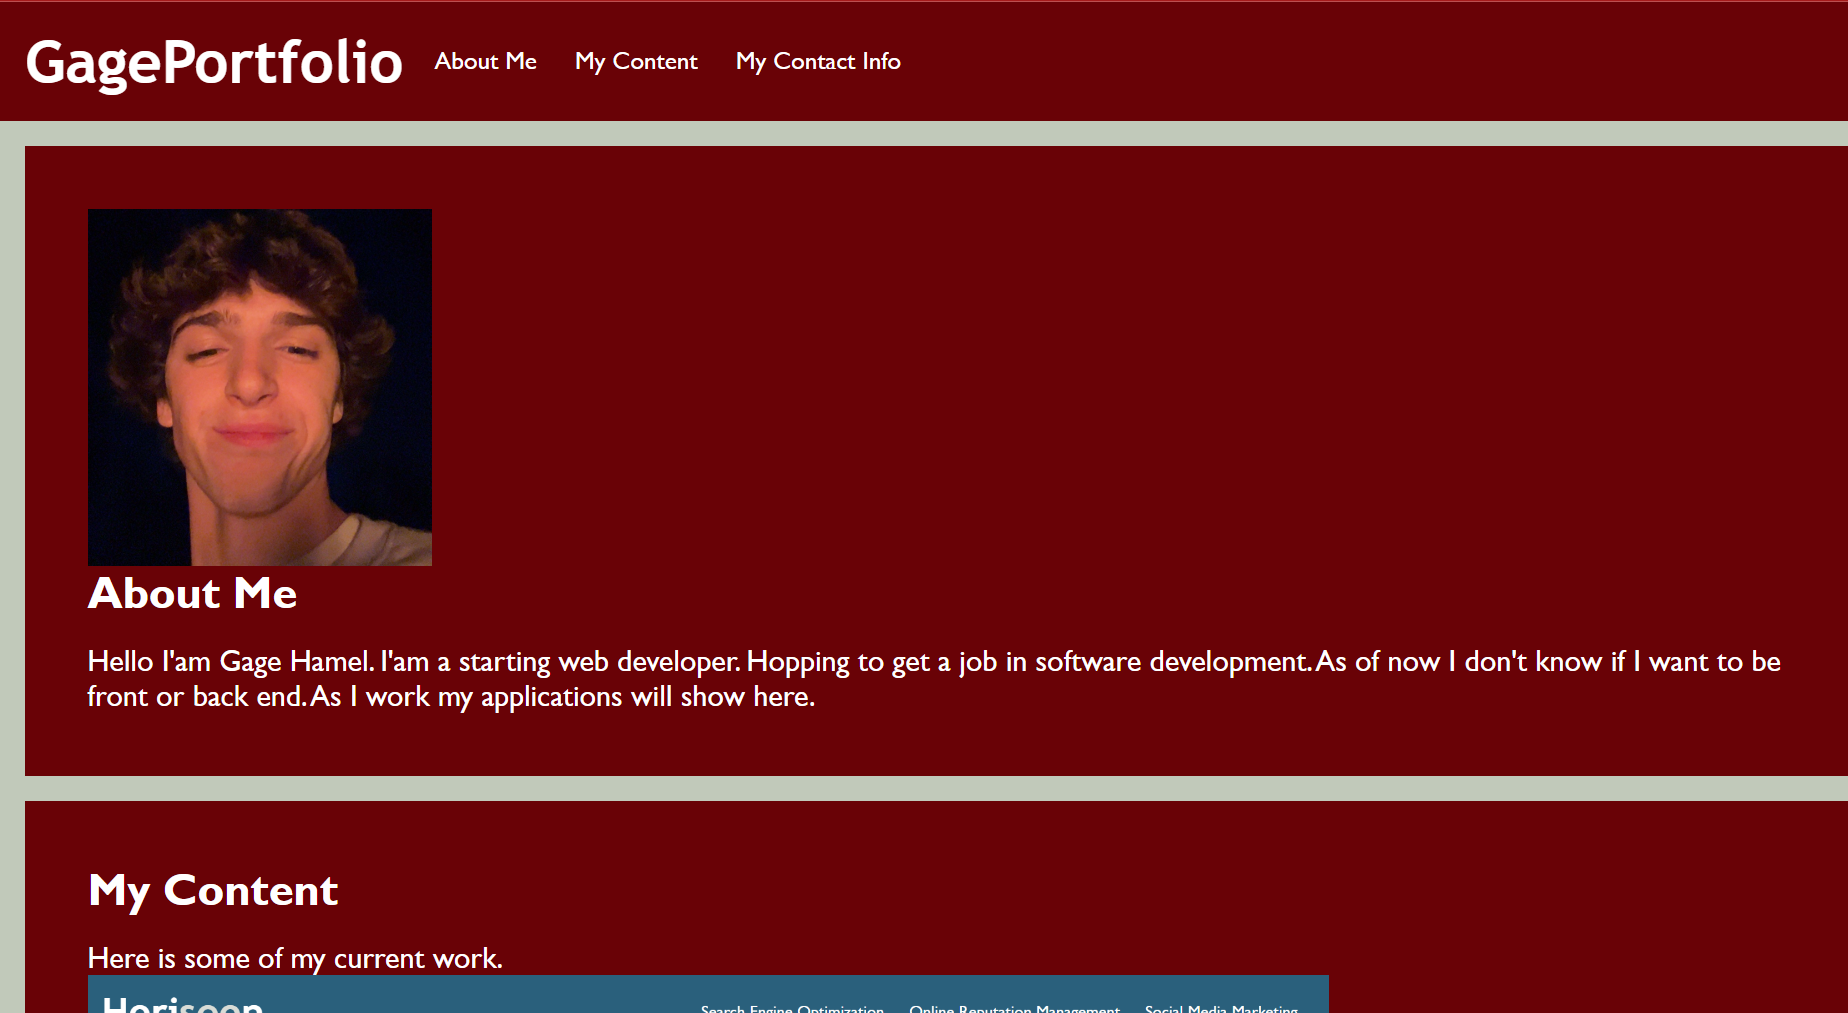 GagePortfolio About Me My Content My Contact Info
About Me
Hello I'am Gage Hamel. I'am a starting web developer. Hopping to get a job in software development. As of now I don't know if I want to be
front or back end. As I work my applications will show here.
My Content
Here is some of my current work.
Horiseon Search Engine Optimization Online Reputation Management Social Media Marketing